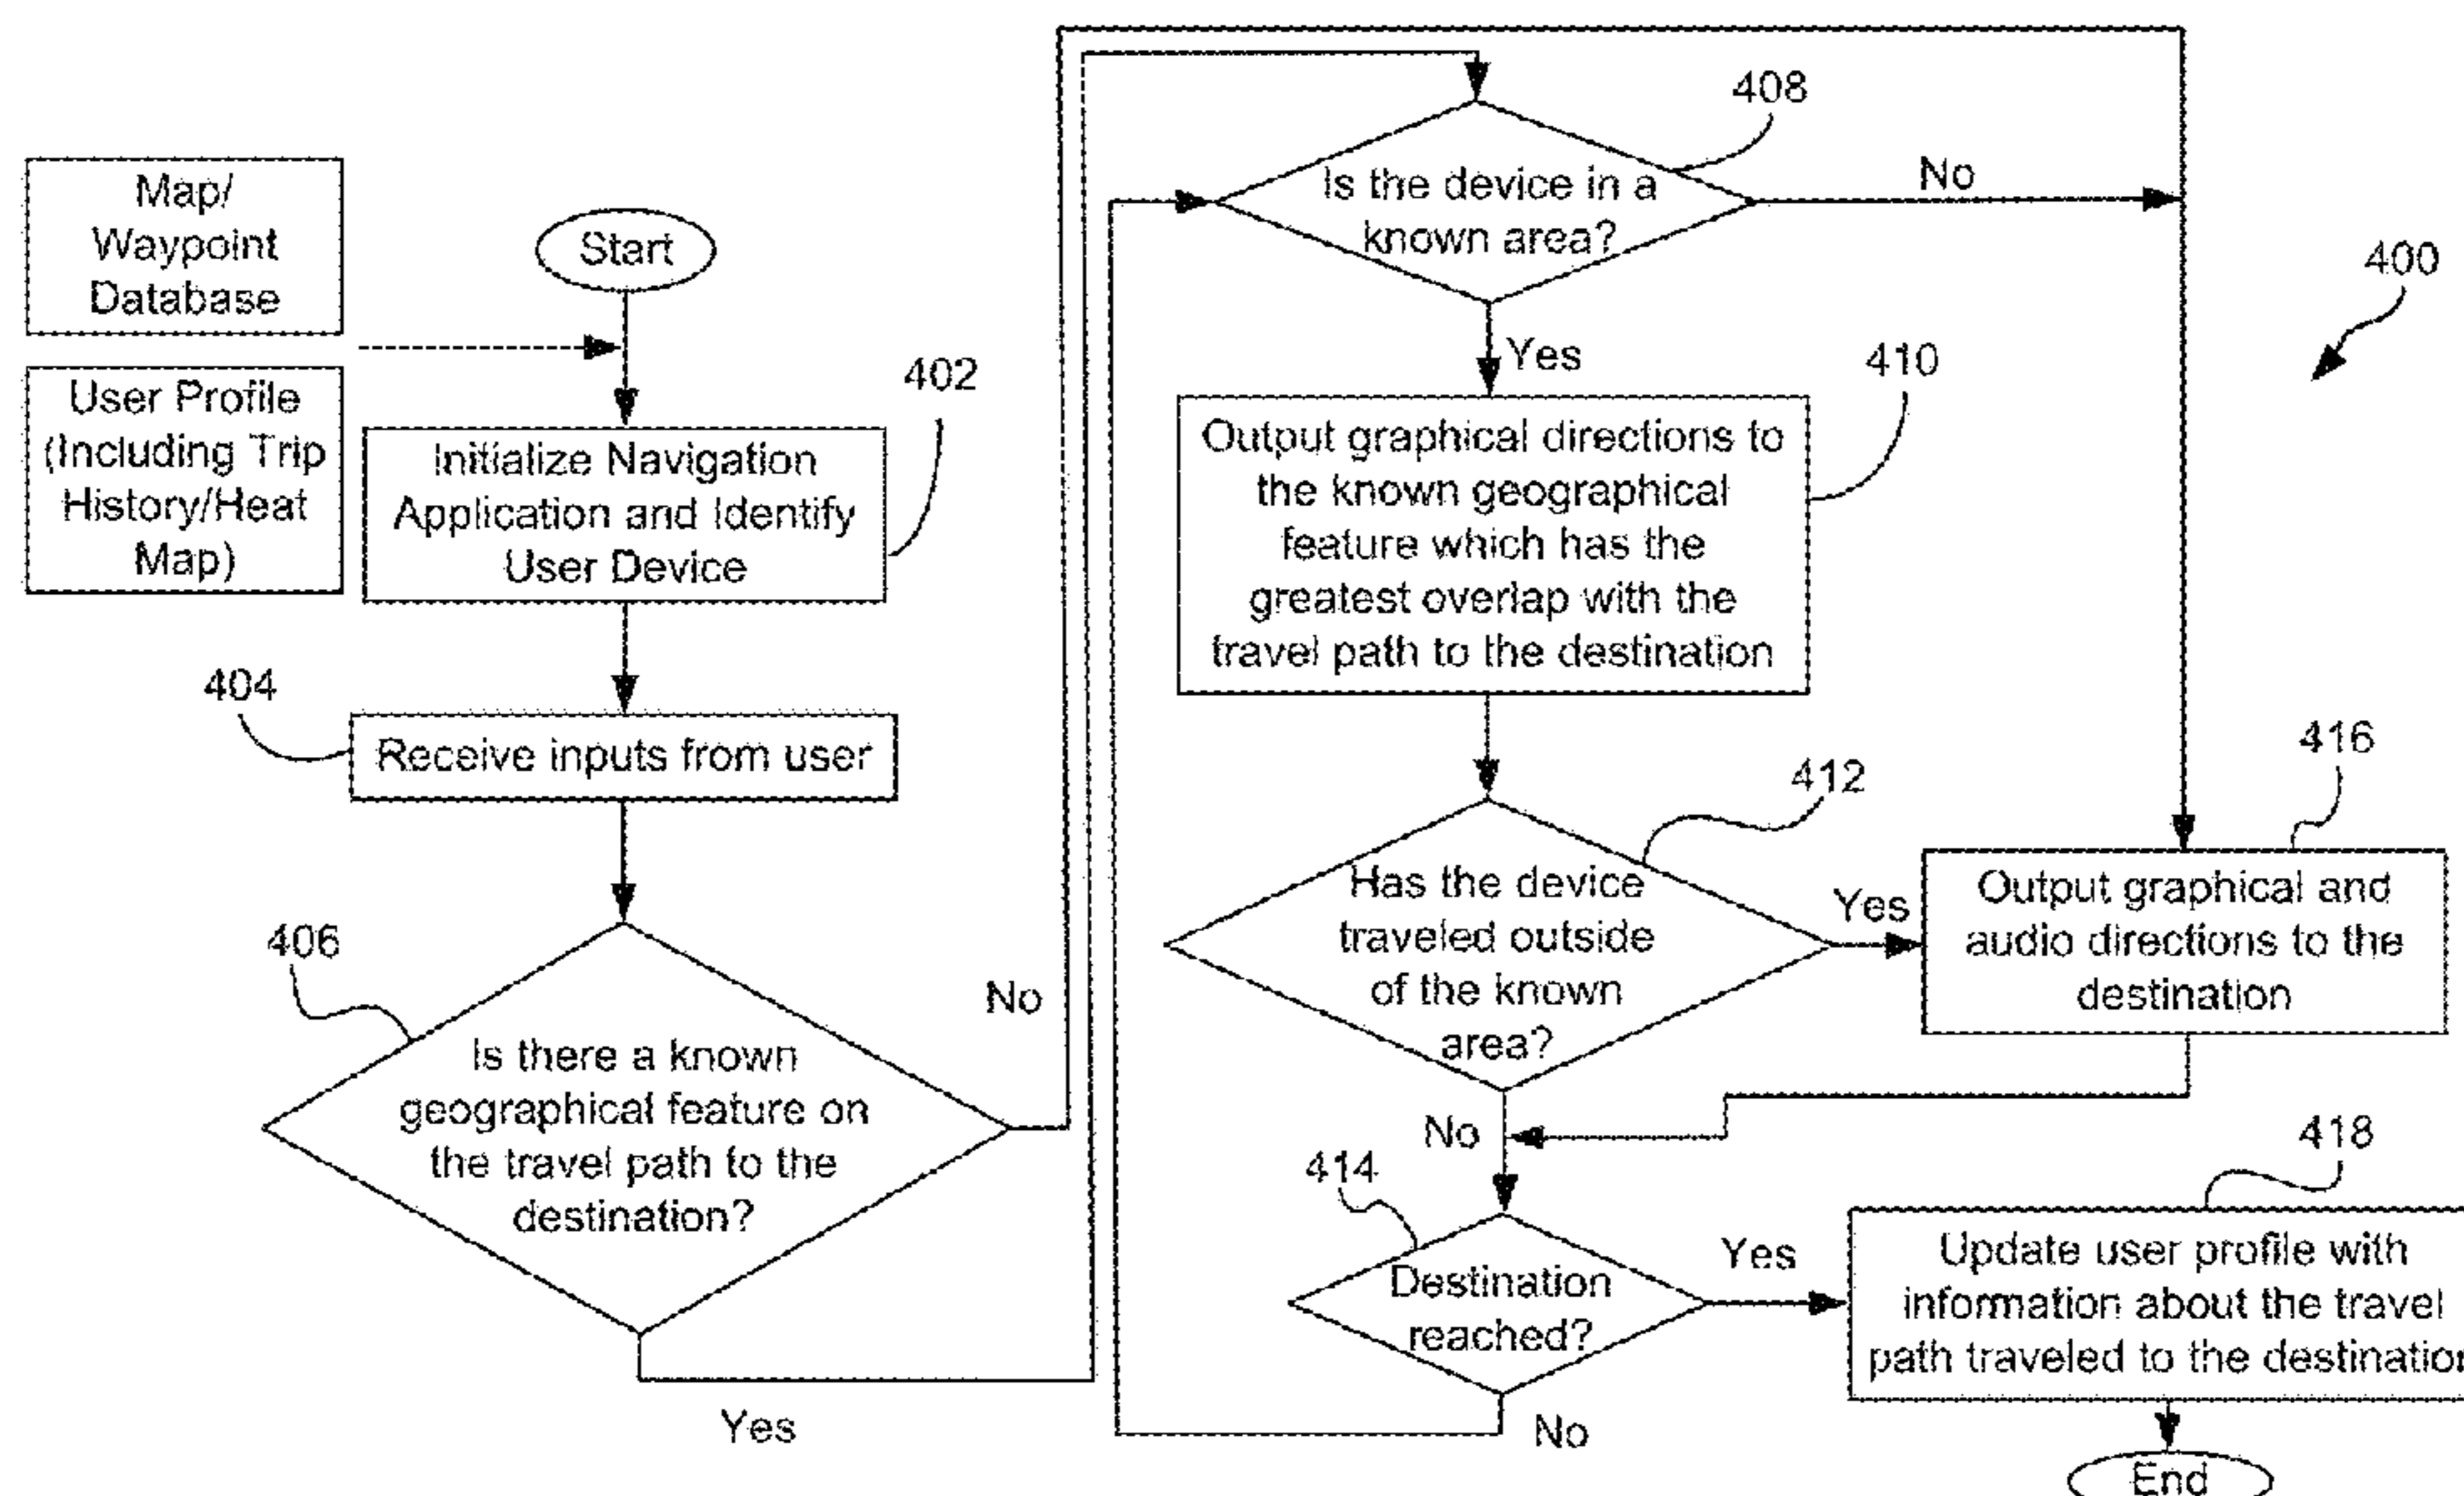 Map/
Waypoint
Database
User Profile
(Including Trip
History/Heat
Map)
Start
402
Initialize Navigation
Application and Identify
User Device
404
Receive inputs from user
406
Is there a known
geographical feature on
the travel path to the
destination?
No
Yes
408
Is the device in a
known area?
No
Yes
400
410
Output graphical directions to
the known geographical
feature which has the
greatest overlap with the
travel path to the destination
412
Has the device
traveled outside
of the known
area?
Yes
No
416
Output graphical and
audio directions to the
destination
414
Destination
reached?
Yes
No
418
Update user profile with
information about the travel
path traveled to the destination
End